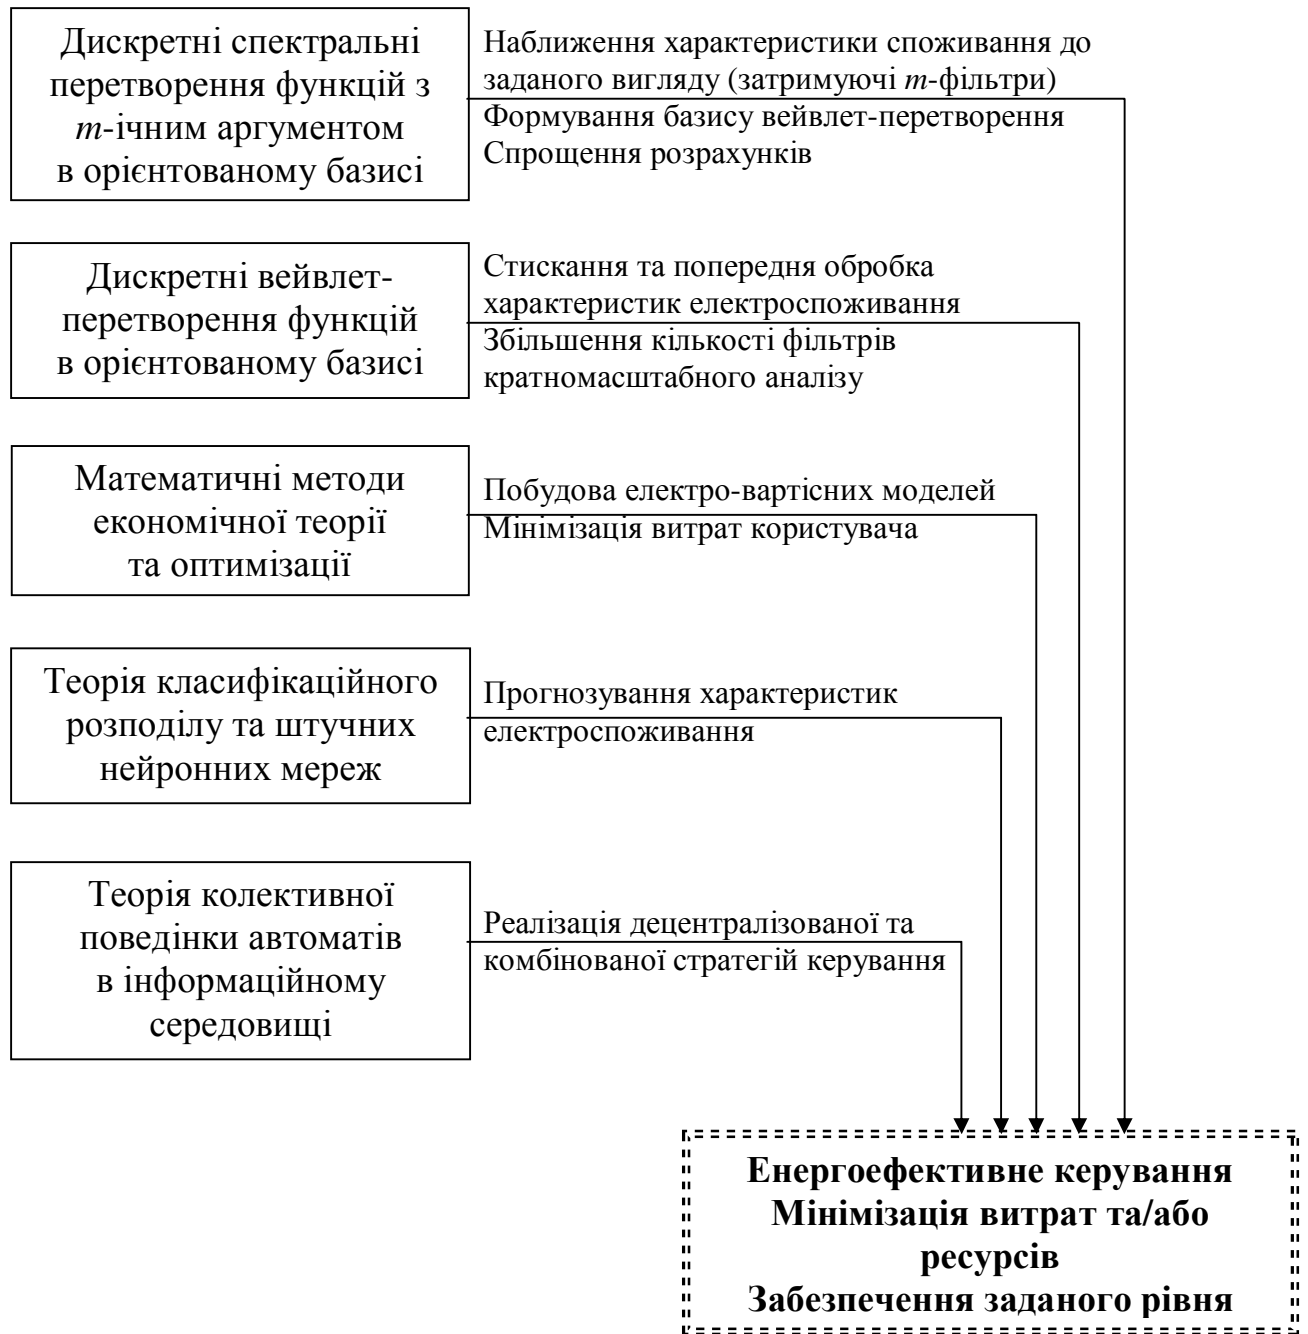 Дискретні спектральні
перетворення функцій з
m-ічним аргументом
в орієнтованому базисі
Наближення характеристики споживання до
заданого вигляду (затримуючі m-фільтри)
Формування базису вейвлет-перетворення
Спрощення розрахунків
Дискретні вейвлет-
перетворення функцій
в орієнтованому базисі
Стискання та попередня обробка
характеристик електроспоживання
Збільшення кількості фільтрів
кратномасштабного аналізу
Математичні методи
економічної теорії
та оптимізації
Побудова електро-вартісних моделей
Мінімізація витрат користувача
Теорія класифікаційного
розподілу та штучних
нейронних мереж
Прогнозування характеристик
електроспоживання
Теорія колективної
поведінки автоматів
в інформаційному
середовищі
Реалізація децентралізованої та
комбінованої стратегій керування
Енергоефективне керування
Мінімізація витрат та/або
ресурсів
Забезпечення заданого рівня